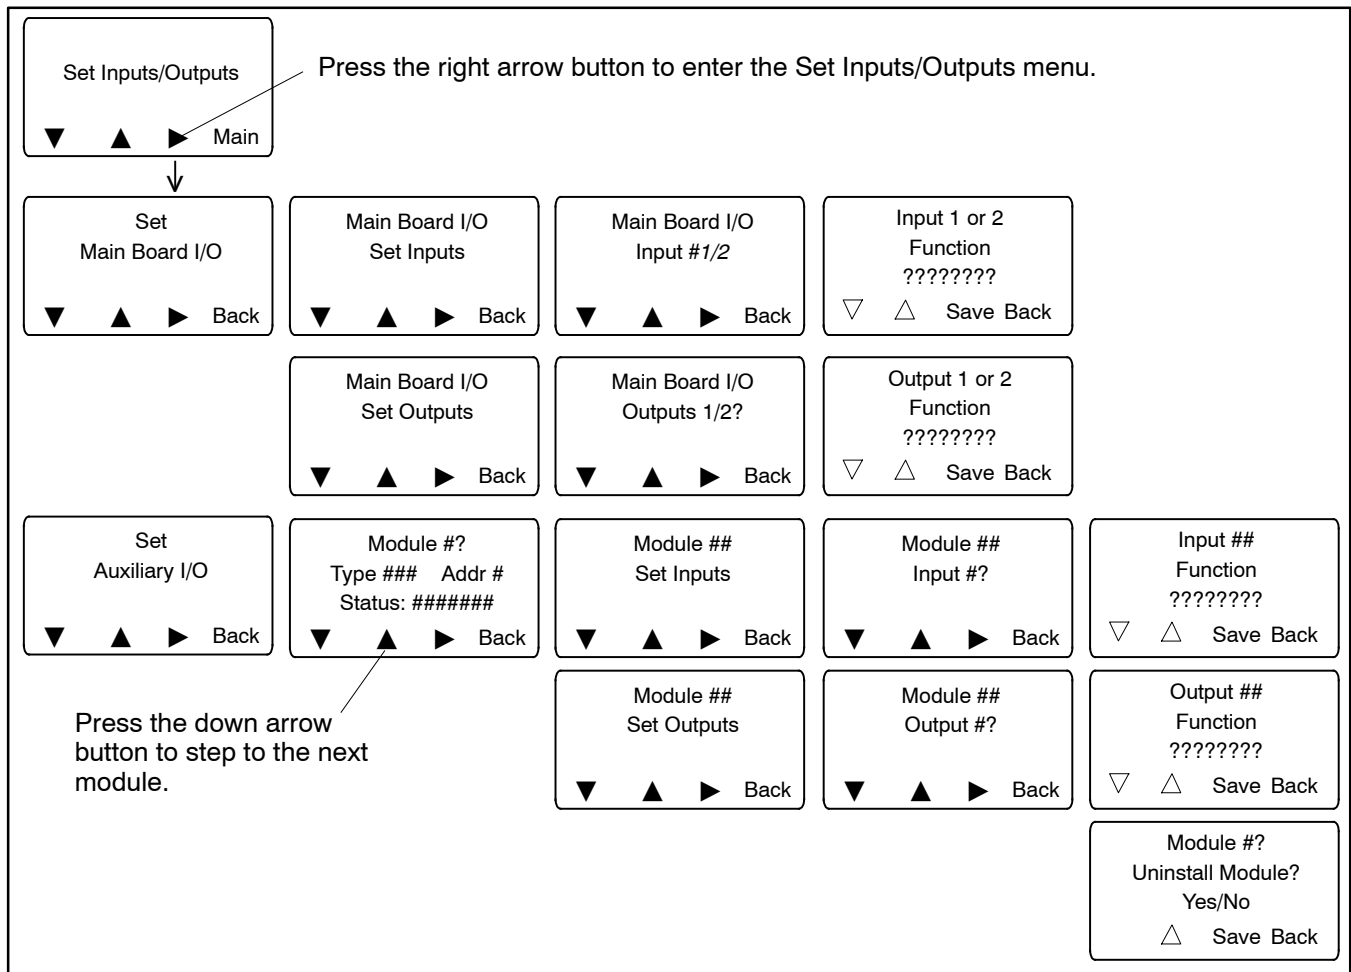 Set Inputs/Outputs
▼ ▲ ▶ Main
Press the right arrow button to enter the Set Inputs/Outputs menu.
Set
Main Board I/O
▼ ▲ ▶ Back
Main Board I/O
Set Inputs
▼ ▲ ▶ Back
Main Board I/O
Input #1/2
▼ ▲ ▶ Back
Input 1 or 2
Function
????????
▽ △ Save Back
Main Board I/O
Set Outputs
▼ ▲ ▶ Back
Main Board I/O
Outputs 1/2?
▼ ▲ ▶ Back
Output 1 or 2
Function
????????
▽ △ Save Back
Set
Auxiliary I/O
▼ ▲ ▶ Back
Module #?
Type ### Addr #
Status: #######
▼ ▲ ▶ Back
Module ##
Set Inputs
▼ ▲ ▶ Back
Module ##
Input #?
▼ ▲ ▶ Back
Input ##
Function
????????
▽ △ Save Back
Press the down arrow
button to step to the next
module.
Module ##
Set Outputs
▼ ▲ ▶ Back
Module ##
Output #?
▼ ▲ ▶ Back
Output ##
Function
????????
▽ △ Save Back
Module #?
Uninstall Module?
Yes/No
△ Save Back